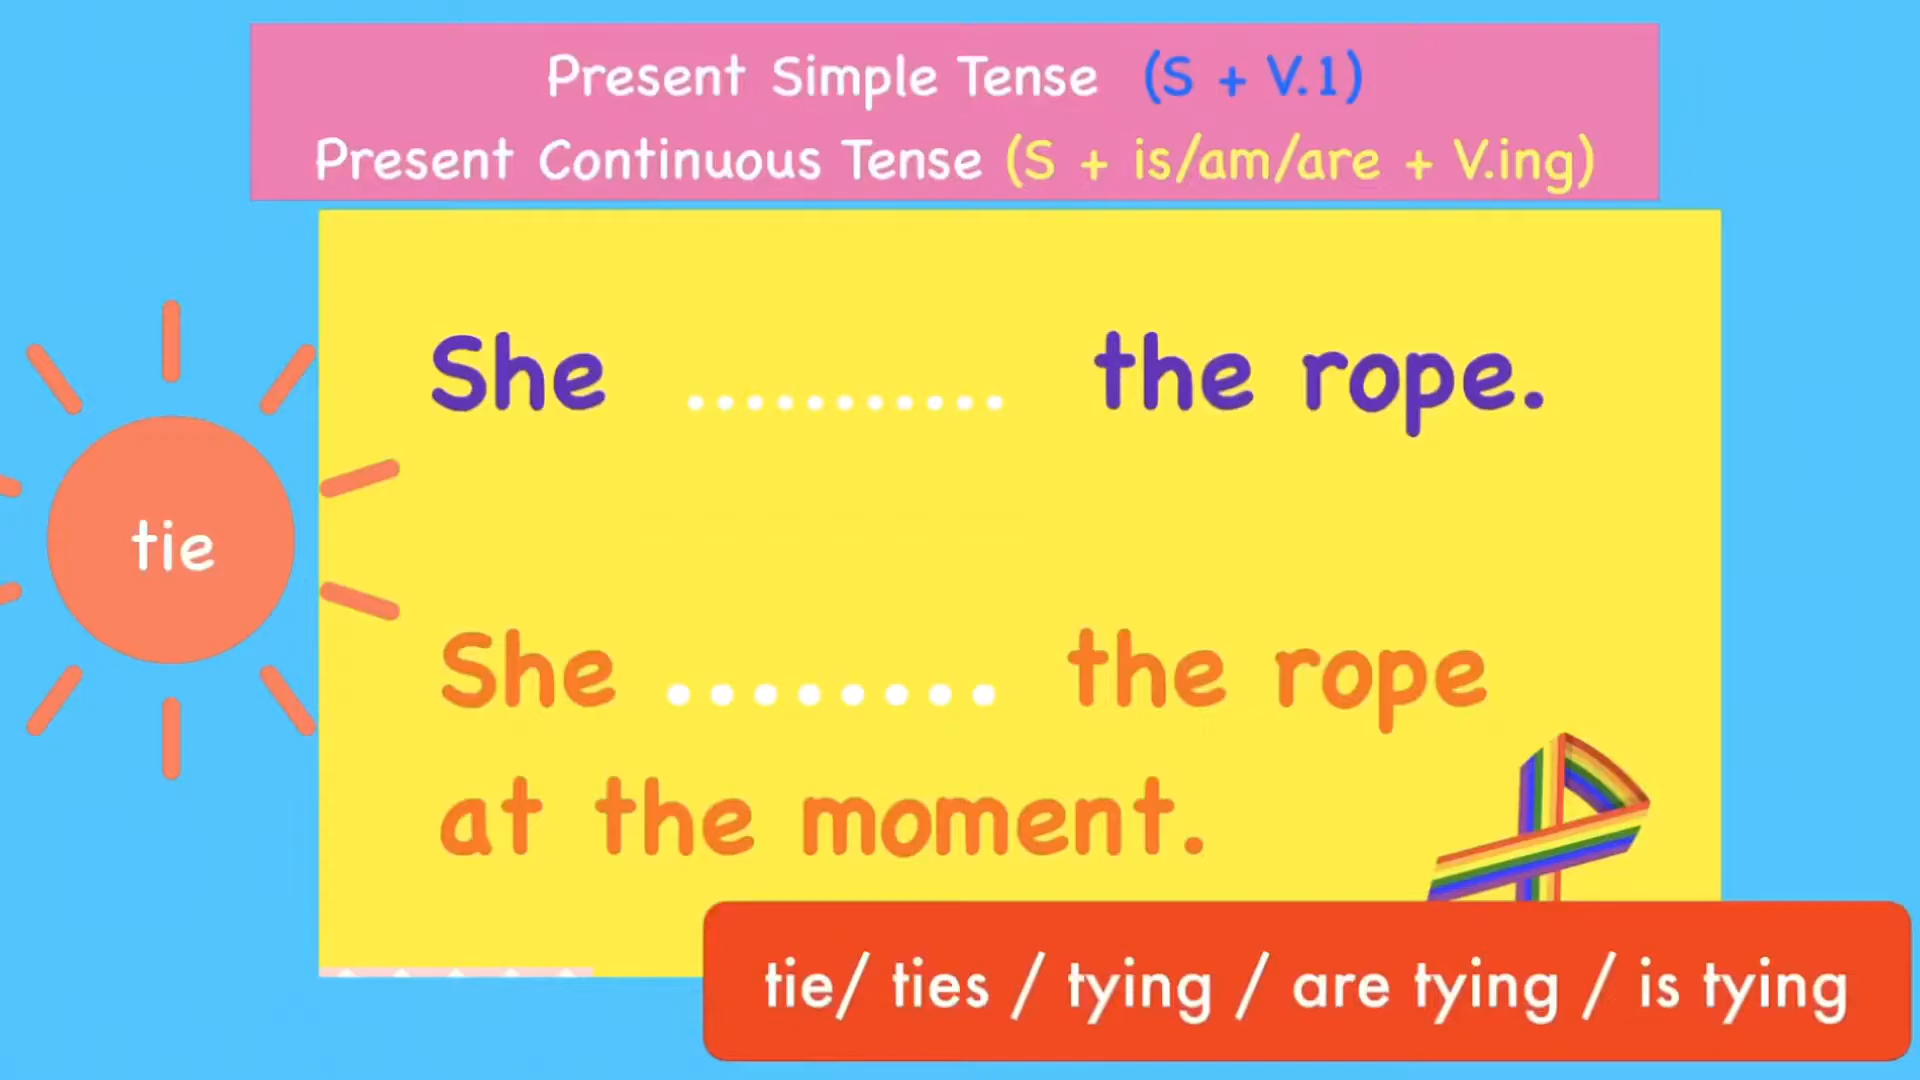 Present Simple Tense (S + V.1)
Present Continuous Tense (S + is/am/are + V.ing)
She ........... the rope.
tie
She ........ the rope
at the moment.
tie/ ties / tying / are tying / is tying